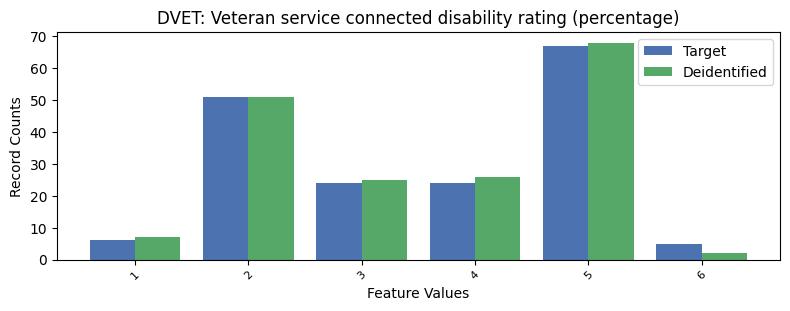 DVET: Veteran service connected disability rating (percentage)
Target
Deidentified
Record Counts
70
60
50
40
30
20
10
0
1 2 3 4 5 6
Feature Values